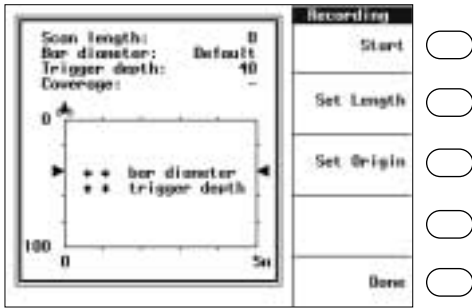 Recording
Scan length: 0
Bar diameter: Default
Trigger depth: 40
Coverage: -
Start
Set Length
Set Origin
Done
0
bar diameter
trigger depth
100
0 5m